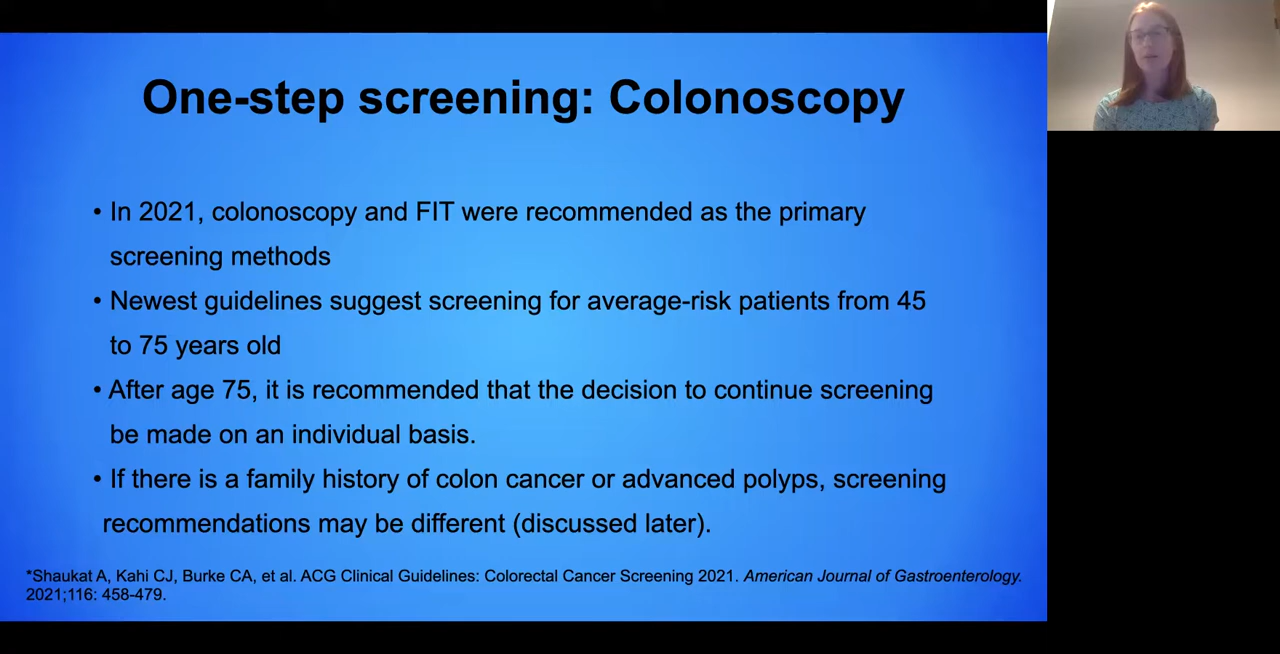 One-step screening: Colonoscopy
• In 2021, colonoscopy and FIT were recommended as the primary
screening methods
• Newest guidelines suggest screening for average-risk patients from 45
to 75 years old
• After age 75, it is recommended that the decision to continue screening
be made on an individual basis.
• If there is a family history of colon cancer or advanced polyps, screening
recommendations may be different (discussed later).
*Shaukat A, Kahi CJ, Burke CA, et al. ACG Clinical Guidelines: Colorectal Cancer Screening 2021. American Journal of Gastroenterology.
2021;116: 458-479.